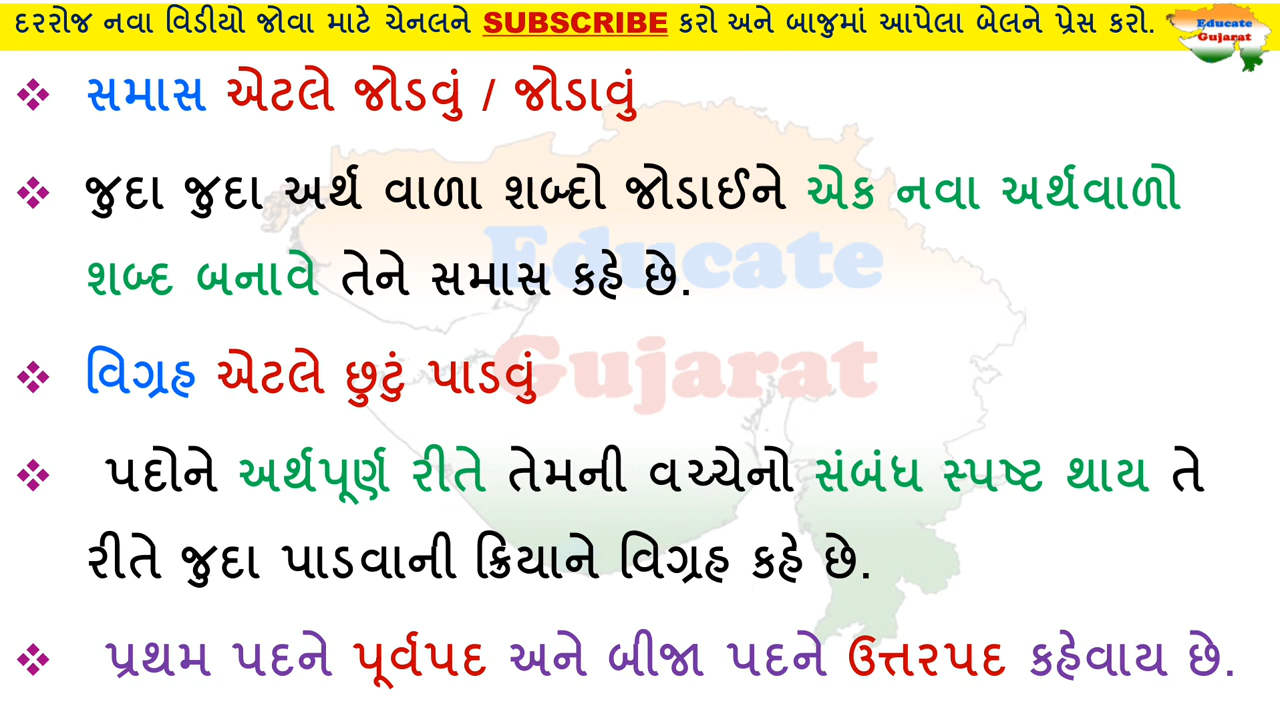 દરરોજ નવા વિડીયો જોવા માટે ચેનલને SUBSCRIBE કરો અને બાજુમાં આપેલા બેલને પ્રેસ કરો.
Educate
Gujarat
❖ સમાસ એટલે જોડવું / જોડાવું
❖ જુદા જુદા અર્થ વાળા શબ્દો જોડાઈને એક નવા અર્થવાળો
શબ્દ બનાવે તેને સમાસ કહે છે.
Educate
Gujarat
❖ વિગ્રહ એટલે છુટું પાડવું
❖ પદોને અર્થપૂર્ણ રીતે તેમની વચ્ચેનો સંબંધ સ્પષ્ટ થાય તે
રીતે જુદા પાડવાની ક્રિયાને વિગ્રહ કહે છે.
❖ પ્રથમ પદને પૂર્વપદ અને બીજા પદને ઉત્તરપદ કહેવાય છે.